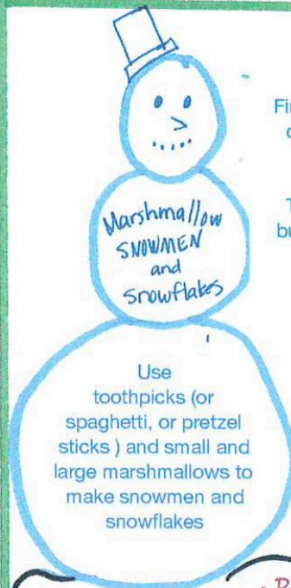 Marshmallow
SNOWMEN
and
Snowflakes
Use
toothpicks (or
spaghetti, or pretzel
sticks ) and small and
large marshmallows to
make snowmen and
snowflakes